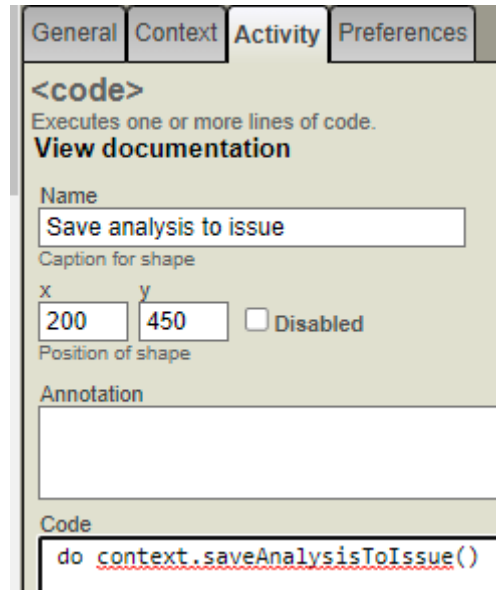 General Context Activity Preferences
<code>
Executes one or more lines of code.
View documentation
Name
Save analysis to issue
Caption for shape
x y
200 450 Disabled
Position of shape
Annotation
Code
do context.saveAnalysisToIssue()